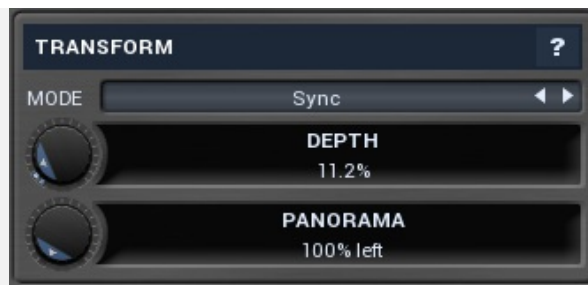 TRANSFORM ?
MODE Sync
DEPTH
11.2%
PANORAMA
100% left